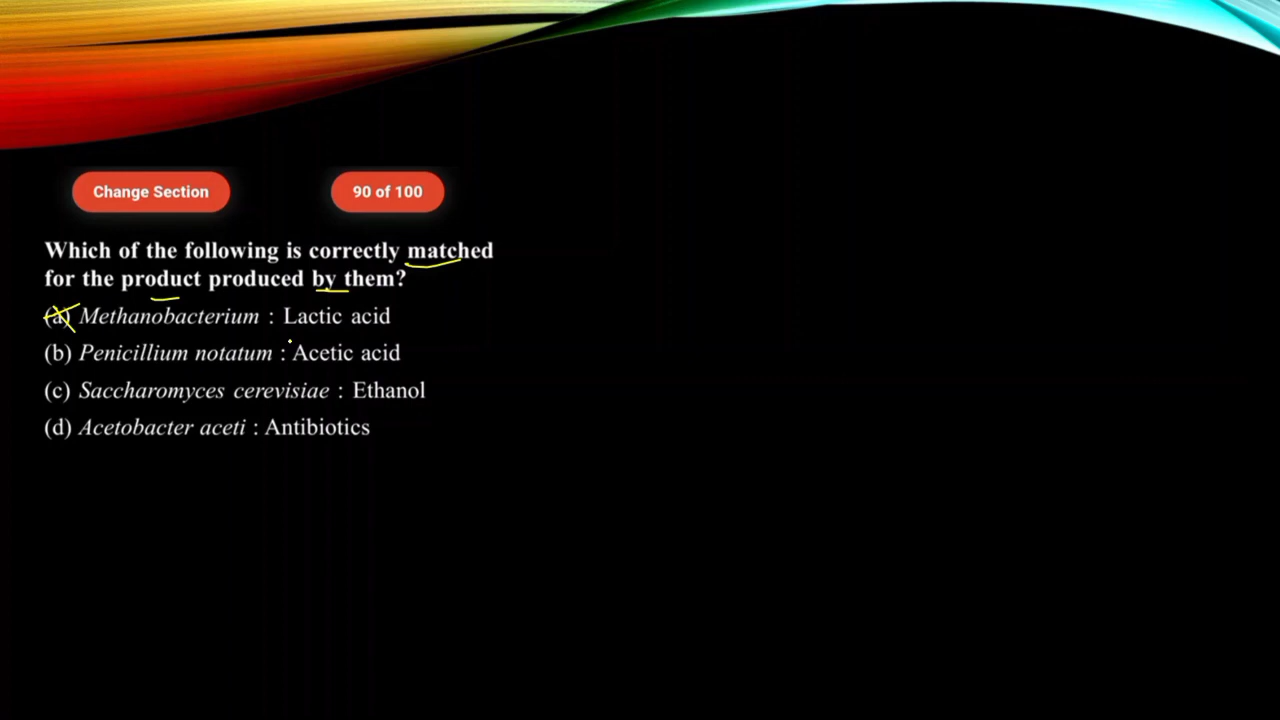 Change Section
90 of 100
Which of the following is correctly matched
for the product produced by them?
(a) Methanobacterium : Lactic acid
(b) Penicillium notatum : Acetic acid
(c) Saccharomyces cerevisiae : Ethanol
(d) Acetobacter aceti : Antibiotics